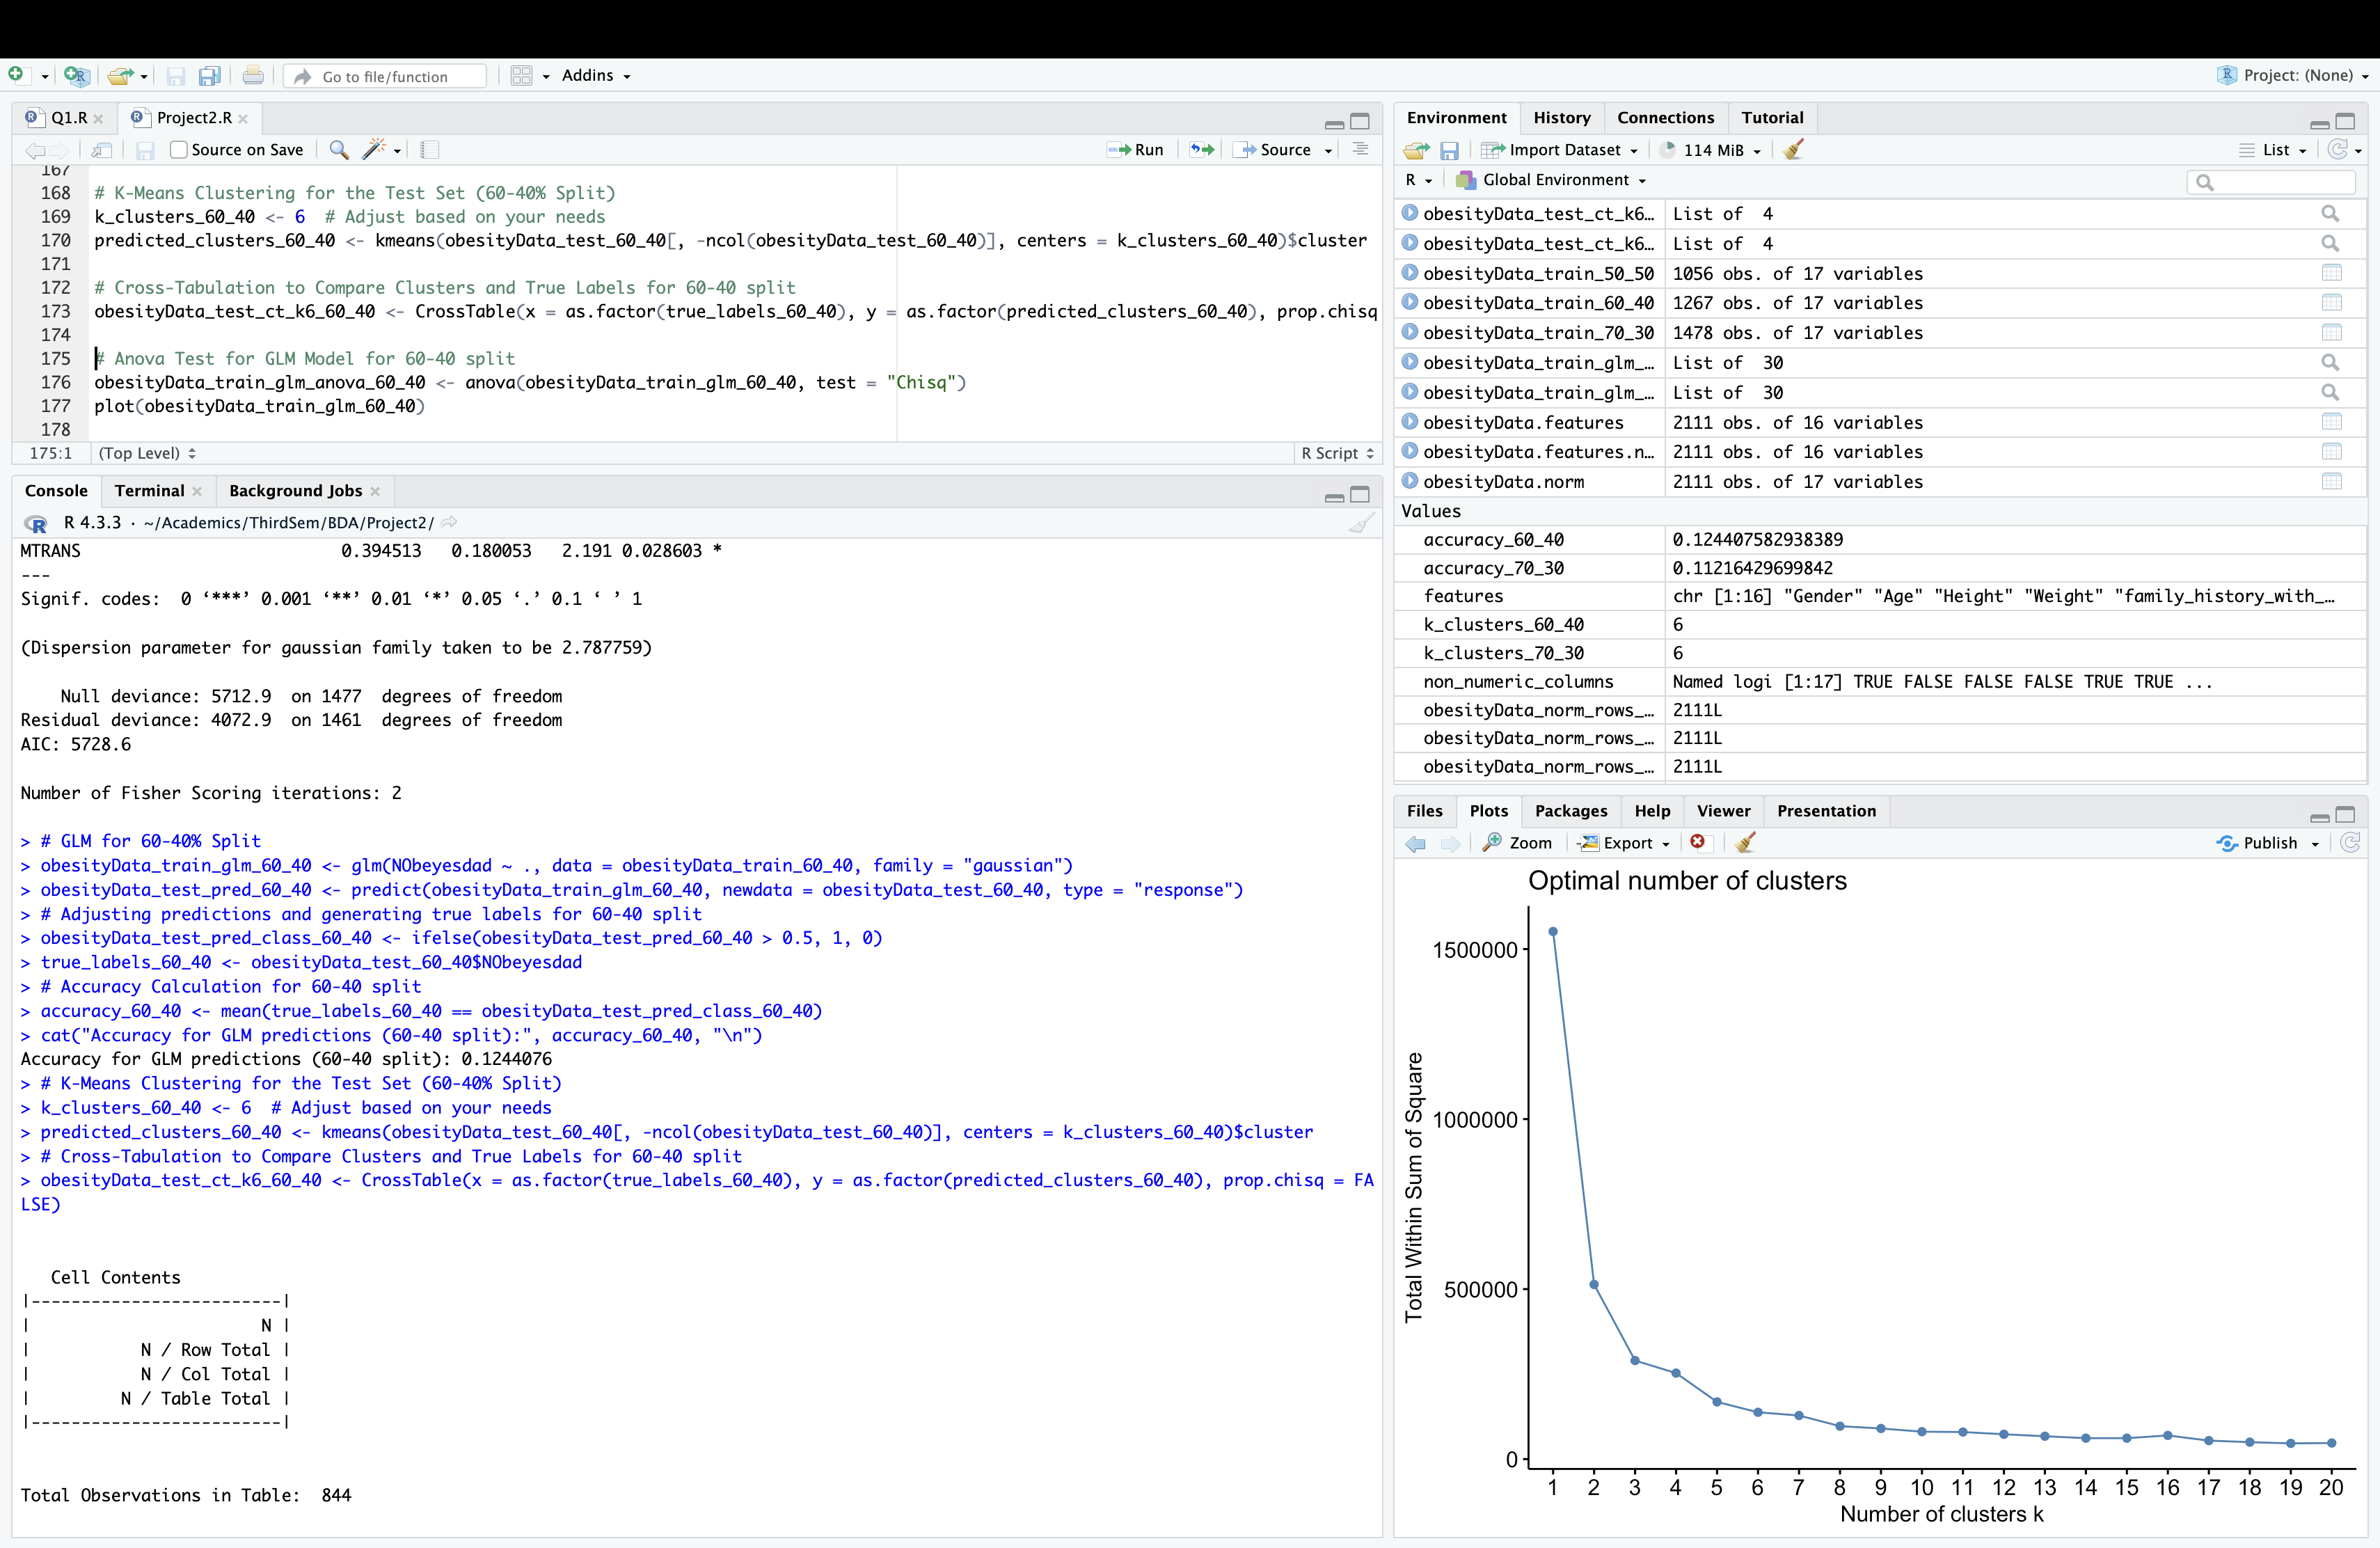 Go to file/function
Addins
Project: (None)
Q1.R
Project2.R
Source on Save
Run
Source
167
168 # K-Means Clustering for the Test Set (60-40% Split)
169 k_clusters_60_40 <- 6  # Adjust based on your needs
170 predicted_clusters_60_40 <- kmeans(obesityData_test_60_40[, -ncol(obesityData_test_60_40)], centers = k_clusters_60_40)$cluster
171
172 # Cross-Tabulation to Compare Clusters and True Labels for 60-40 split
173 obesityData_test_ct_k6_60_40 <- CrossTable(x = as.factor(true_labels_60_40), y = as.factor(predicted_clusters_60_40), prop.chisq
174
175 # Anova Test for GLM Model for 60-40 split
176 obesityData_train_glm_anova_60_40 <- anova(obesityData_train_glm_60_40, test = "Chisq")
177 plot(obesityData_train_glm_60_40)
178
175:1 (Top Level) R Script
Console Terminal Background Jobs
R 4.3.3 · ~/Academics/ThirdSem/BDA/Project2/
MTRANS 0.394513 0.180053 2.191 0.028603 *
---
Signif. codes:  0 ‘***’ 0.001 ‘**’ 0.01 ‘*’ 0.05 ‘.’ 0.1 ‘ ’ 1
(Dispersion parameter for gaussian family taken to be 2.787759)
Null deviance: 5712.9  on 1477  degrees of freedom
Residual deviance: 4072.9  on 1461  degrees of freedom
AIC: 5728.6
Number of Fisher Scoring iterations: 2
> # GLM for 60-40% Split
> obesityData_train_glm_60_40 <- glm(NObeyesdad ~ ., data = obesityData_train_60_40, family = "gaussian")
> obesityData_test_pred_60_40 <- predict(obesityData_train_glm_60_40, newdata = obesityData_test_60_40, type = "response")
> # Adjusting predictions and generating true labels for 60-40 split
> obesityData_test_pred_class_60_40 <- ifelse(obesityData_test_pred_60_40 > 0.5, 1, 0)
> true_labels_60_40 <- obesityData_test_60_40$NObeyesdad
> # Accuracy Calculation for 60-40 split
> accuracy_60_40 <- mean(true_labels_60_40 == obesityData_test_pred_class_60_40)
> cat("Accuracy for GLM predictions (60-40 split):", accuracy_60_40, "\n")
Accuracy for GLM predictions (60-40 split): 0.1244076
> # K-Means Clustering for the Test Set (60-40% Split)
> k_clusters_60_40 <- 6  # Adjust based on your needs
> predicted_clusters_60_40 <- kmeans(obesityData_test_60_40[, -ncol(obesityData_test_60_40)], centers = k_clusters_60_40)$cluster
> # Cross-Tabulation to Compare Clusters and True Labels for 60-40 split
> obesityData_test_ct_k6_60_40 <- CrossTable(x = as.factor(true_labels_60_40), y = as.factor(predicted_clusters_60_40), prop.chisq = FA
LSE)
Cell Contents
|-------------------------|
| N |
| N / Row Total |
| N / Col Total |
| N / Table Total |
|-------------------------|
Total Observations in Table:  844
Environment History Connections Tutorial
Import Dataset 114 MiB List
R Global Environment
obesityData_test_ct_k6… List of  4
obesityData_test_ct_k6… List of  4
obesityData_train_50_50 1056 obs. of 17 variables
obesityData_train_60_40 1267 obs. of 17 variables
obesityData_train_70_30 1478 obs. of 17 variables
obesityData_train_glm_… List of  30
obesityData_train_glm_… List of  30
obesityData.features 2111 obs. of 16 variables
obesityData.features.n… 2111 obs. of 16 variables
obesityData.norm 2111 obs. of 17 variables
Values
accuracy_60_40 0.124407582938389
accuracy_70_30 0.11216429699842
features chr [1:16] "Gender" "Age" "Height" "Weight" "family_history_with_…
k_clusters_60_40 6
k_clusters_70_30 6
non_numeric_columns Named logi [1:17] TRUE FALSE FALSE FALSE TRUE TRUE ...
obesityData_norm_rows_… 2111L
obesityData_norm_rows_… 2111L
obesityData_norm_rows_… 2111L
Files Plots Packages Help Viewer Presentation
Zoom Export Publish
Optimal number of clusters
Total Within Sum of Square
1500000
1000000
500000
0
1 2 3 4 5 6 7 8 9 10 11 12 13 14 15 16 17 18 19 20
Number of clusters k